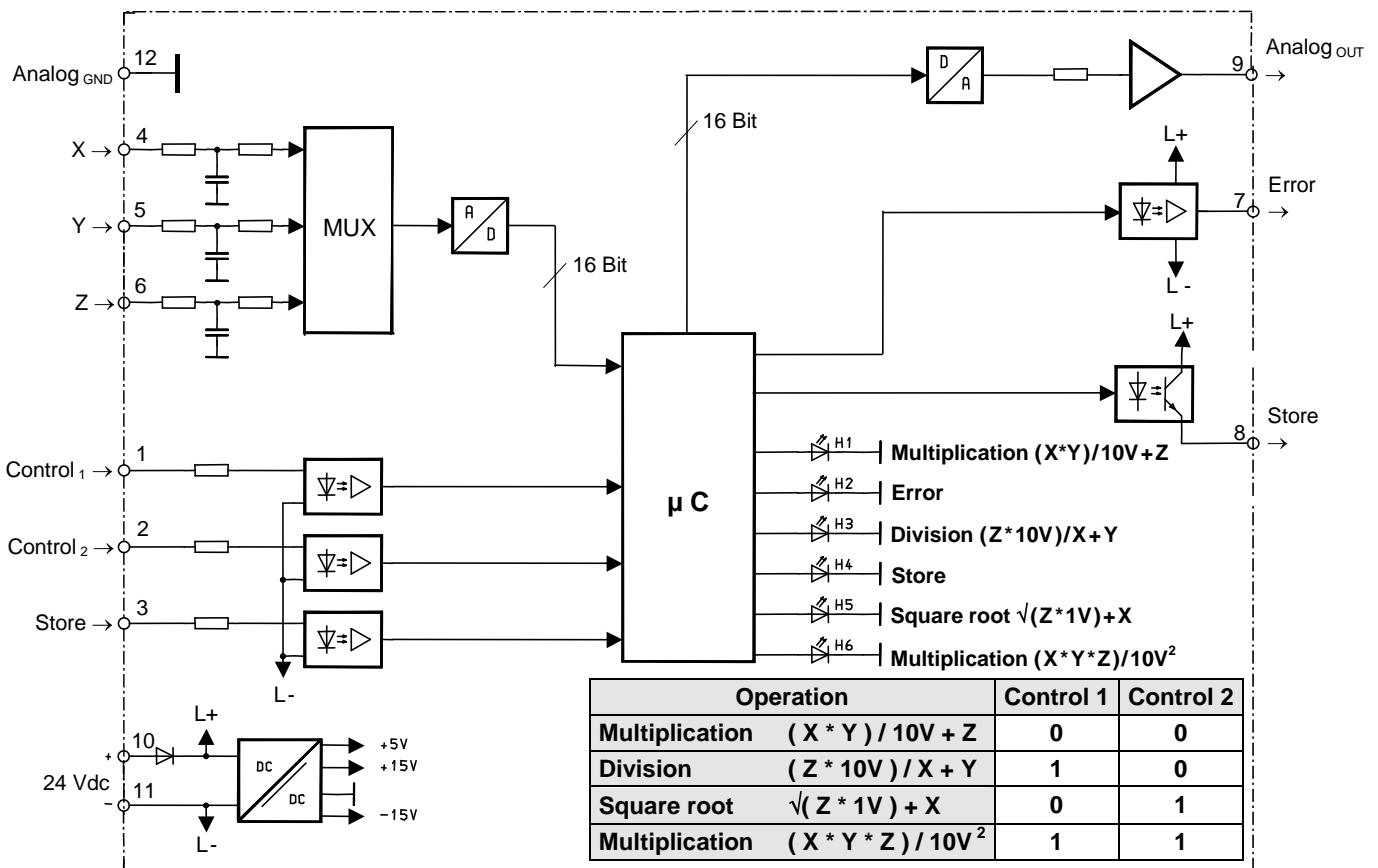 Analog GND
12
X →
4
Y →
5
Z →
6
MUX
A
D
16 Bit
16 Bit
D
A
9
Analog OUT
→
L+
Error
7
→
L -
L+
Store
8
→
Control 1 →
1
Control 2 →
2
Store →
3
L-
µ C
H1 Multiplication (X*Y)/10V+Z
H2 Error
H3 Division (Z*10V)/X+Y
H4 Store
H5 Square root √(Z*1V)+X
H6 Multiplication (X*Y*Z)/10V²
L+
+ 10
24 Vdc
− 11
L-
DC
DC
+5V
+15V
-15V
Operation Control 1 Control 2
Multiplication ( X * Y ) / 10V + Z 0 0
Division ( Z * 10V ) / X + Y 1 0
Square root √( Z * 1V ) + X 0 1
Multiplication ( X * Y * Z ) / 10V² 1 1